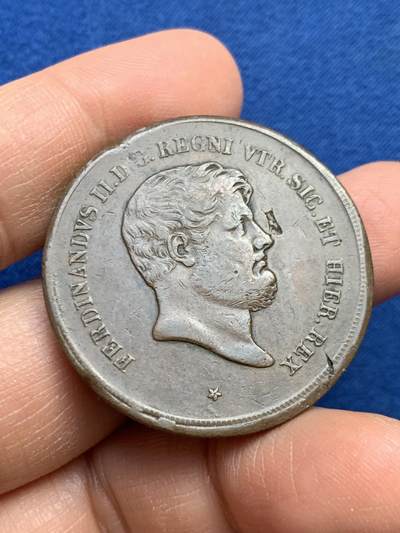 FERDINANDVS II. D. G. REGNI VTR. SIC. ET HIER. REX